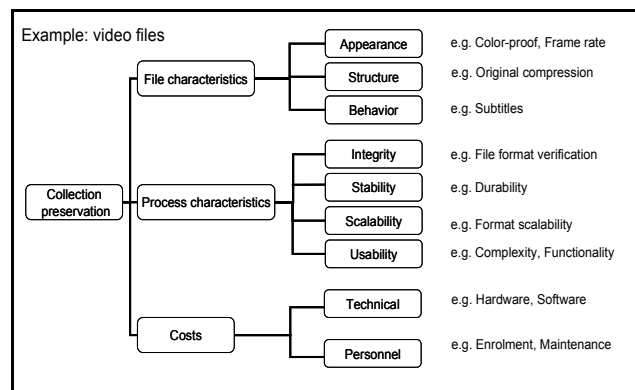 Example: video files
Appearance e.g. Color-proof, Frame rate
File characteristics
Structure e.g. Original compression
Behavior e.g. Subtitles
Integrity e.g. File format verification
Stability e.g. Durability
Collection
preservation
Process characteristics
Scalability e.g. Format scalability
Usability e.g. Complexity, Functionality
Technical e.g. Hardware, Software
Costs
Personnel e.g. Enrolment, Maintenance